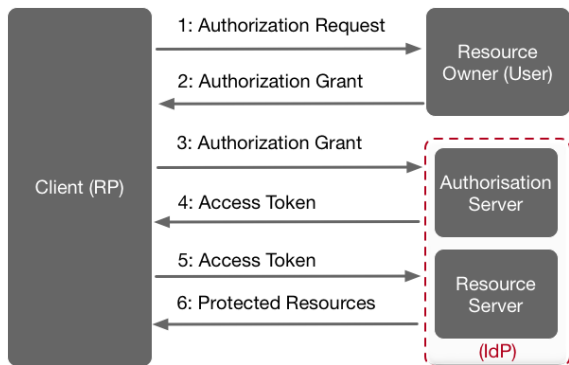 1: Authorization Request
Resource
Owner (User)
2: Authorization Grant
3: Authorization Grant
Client (RP)
Authorisation
Server
4: Access Token
5: Access Token
Resource
Server
6: Protected Resources
(IdP)